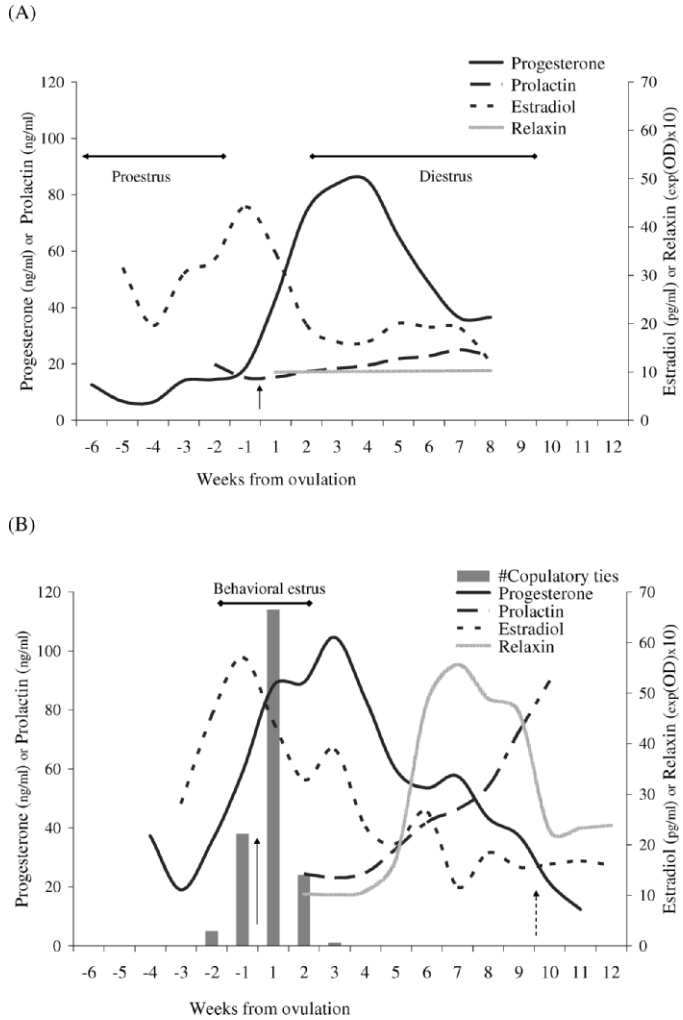 (A)
Progesterone
Prolactin
Estradiol
Relaxin
120
100
80
60
40
20
0
Progesterone (ng/ml) or Prolactin (ng/ml)
70
60
50
40
30
20
10
0
Estradiol (pg/ml) or Relaxin (exp(OD)x10)
Proestrus
Diestrus
-6 -5 -4 -3 -2 -1 1 2 3 4 5 6 7 8 9 10 11 12
Weeks from ovulation
(B)
#Copulatory ties
Progesterone
Prolactin
Estradiol
Relaxin
Behavioral estrus
120
100
80
60
40
20
0
Progesterone (ng/ml) or Prolactin (ng/ml)
70
60
50
40
30
20
10
0
Estradiol (pg/ml) or Relaxin (exp(OD)x10)
-6 -5 -4 -3 -2 -1 1 2 3 4 5 6 7 8 9 10 11 12
Weeks from ovulation